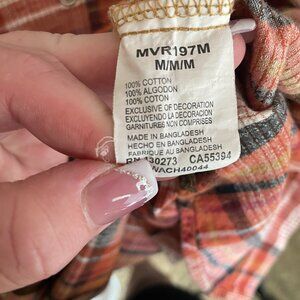 MVR197M
M/M/M
100% COTTON
100% ALGODON
100% COTON
EXCLUSIVE OF DECORATION
EXCLUYENDO LA DECORACION
GARNITURES NON COMPRISES
MADE IN BANGLADESH
HECHO EN BANGLADESH
FABRIQUE AU BANGLADESH
CA55394